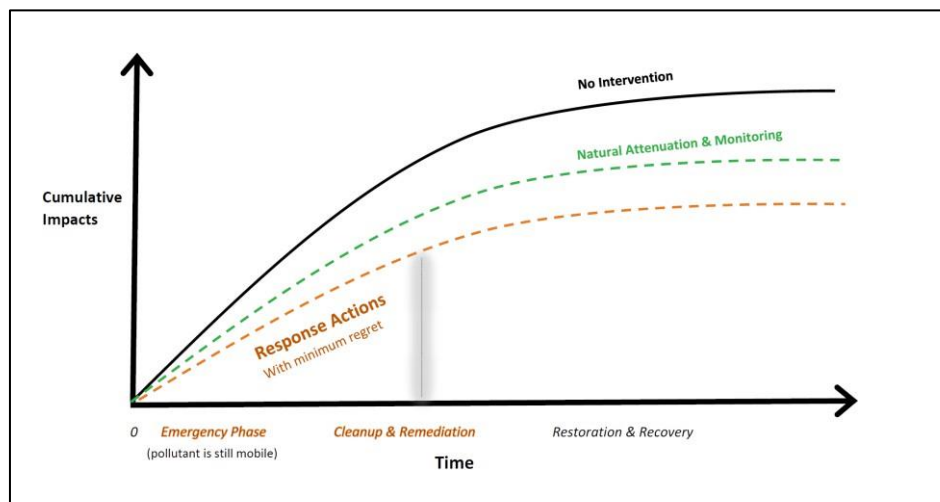 No Intervention
Natural Attenuation & Monitoring
Cumulative
Impacts
Response Actions
With minimum regret
0 Emergency Phase Cleanup & Remediation Restoration & Recovery
(pollutant is still mobile)
Time